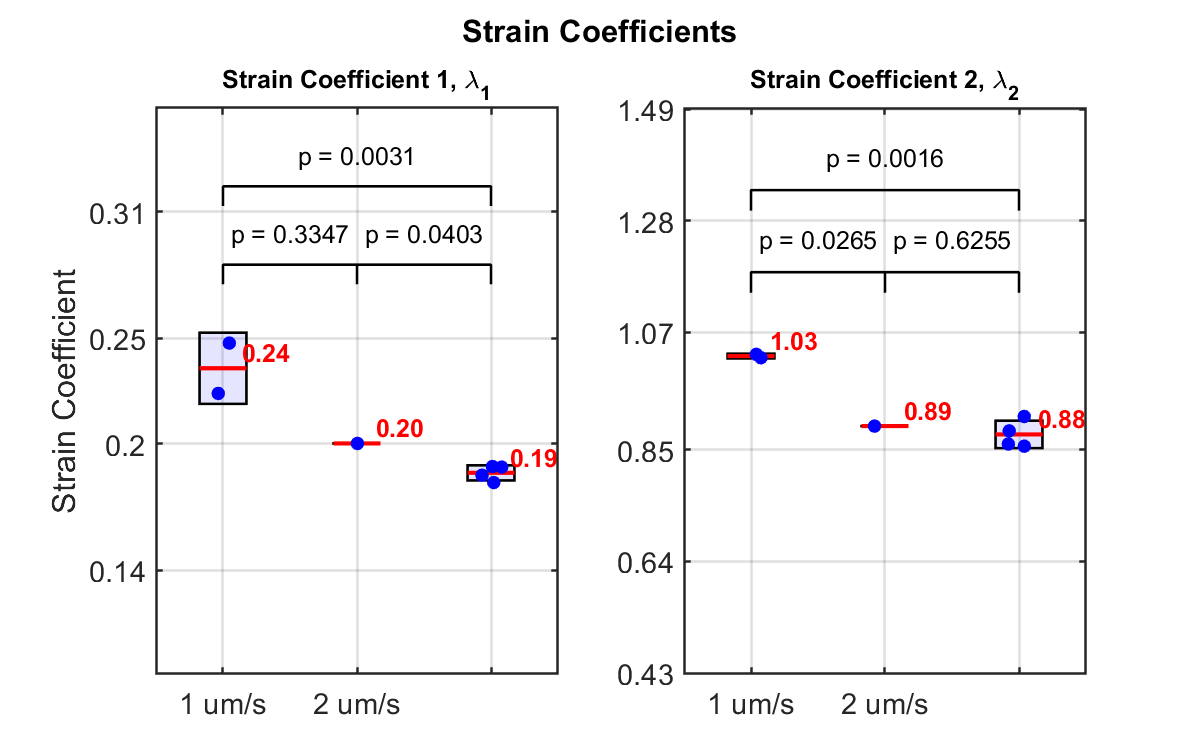 Strain Coefficients
Strain Coefficient 1, λ1
p = 0.0031
p = 0.3347 p = 0.0403
0.31
0.25
0.2
0.14
Strain Coefficient
0.24
0.20
0.19
1 um/s 2 um/s
Strain Coefficient 2, λ2
p = 0.0016
p = 0.0265 p = 0.6255
1.49
1.28
1.07
0.85
0.64
0.43
1.03
0.89
0.88
1 um/s 2 um/s